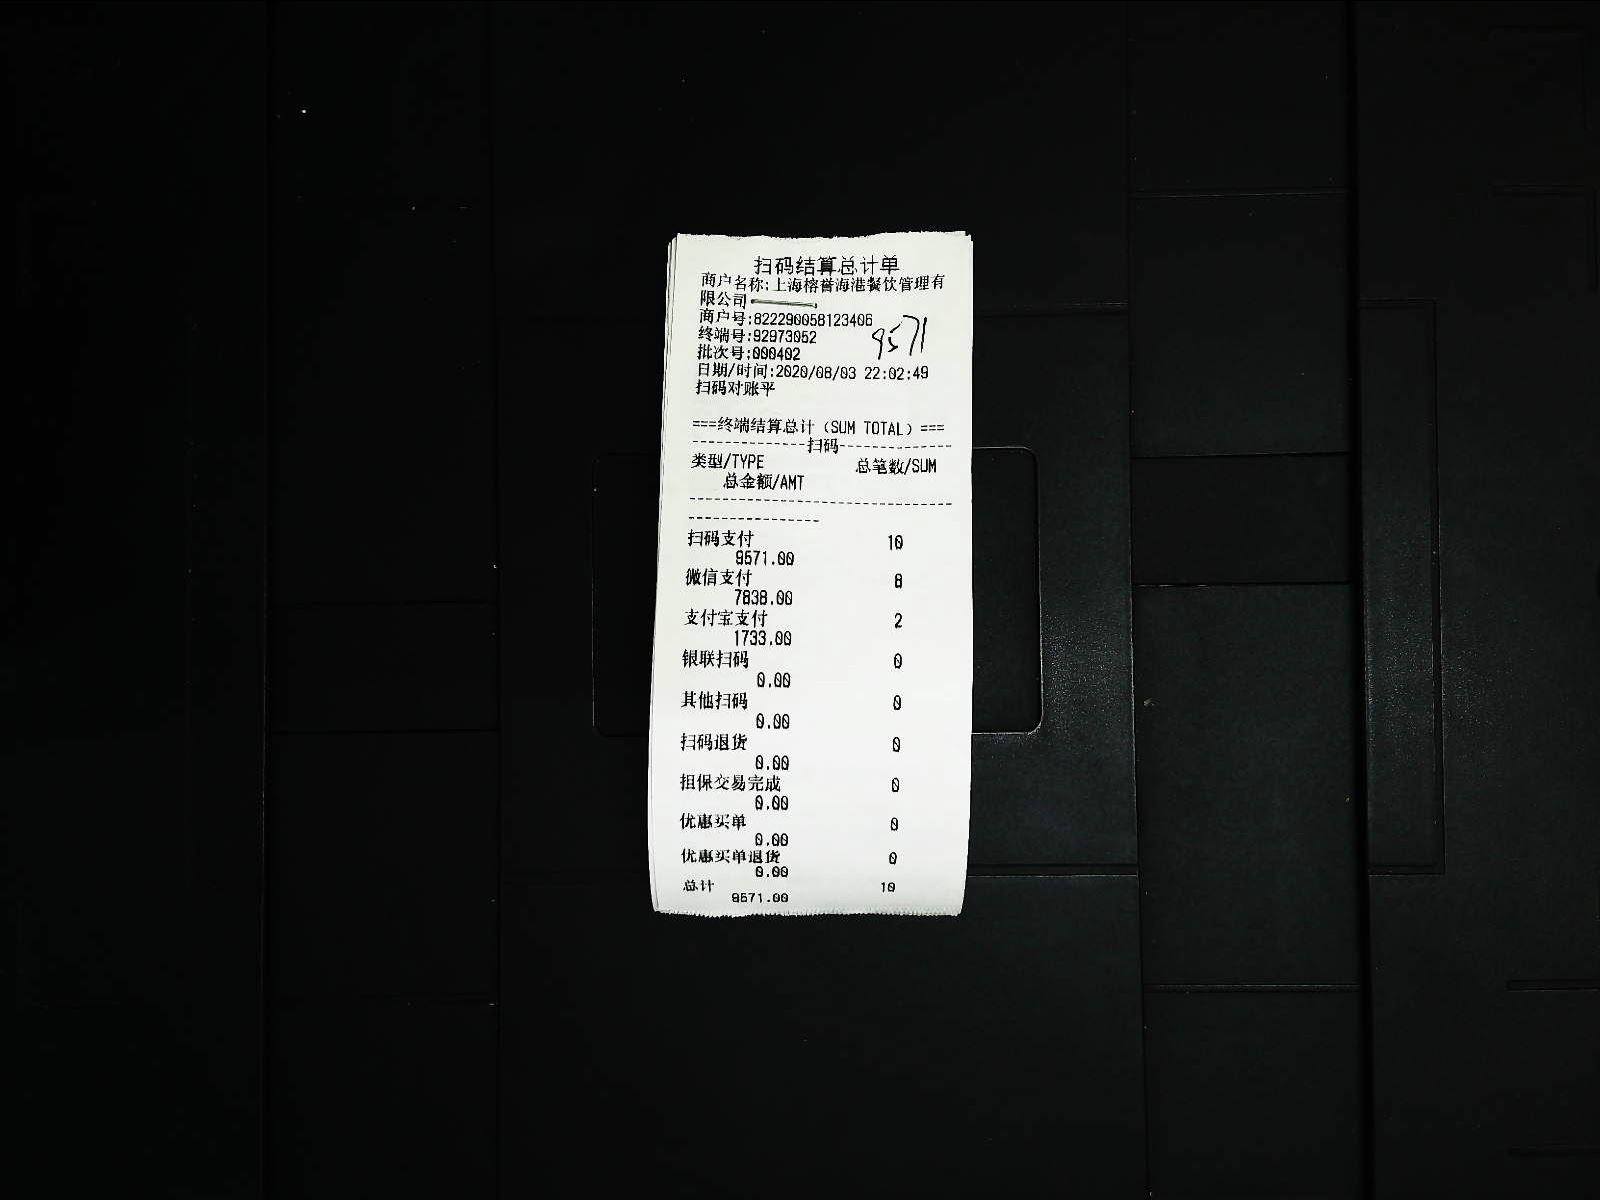 扫码结算总计单
商户名称:上海榕誉海港餐饮管理有
限公司
商户号:822290058123406
终端号:92973052
9571
批次号:000402
日期/时间:2020/08/03 22:02:49
扫码对账平
===终端结算总计（SUM TOTAL）===
--------------扫码--------------
类型/TYPE 总笔数/SUM
总金额/AMT
扫码支付 10
9571.00
微信支付 8
7838.00
支付宝支付 2
1733.00
银联扫码 0
0.00
其他扫码 0
0.00
扫码退货 0
0.00
担保交易完成 0
0.00
优惠买单 0
0.00
优惠买单退货 0
0.00
总计 10
9571.00